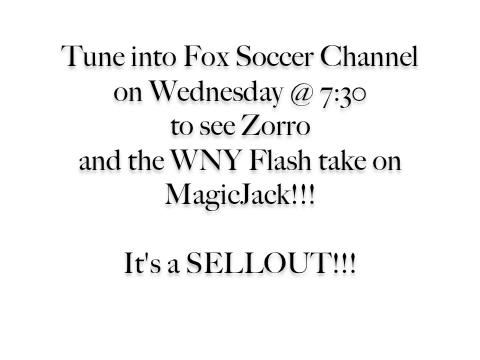 Tune into Fox Soccer Channel
on Wednesday @ 7:30
to see Zorro
and the WNY Flash take on
MagicJack!!!
It's a SELLOUT!!!